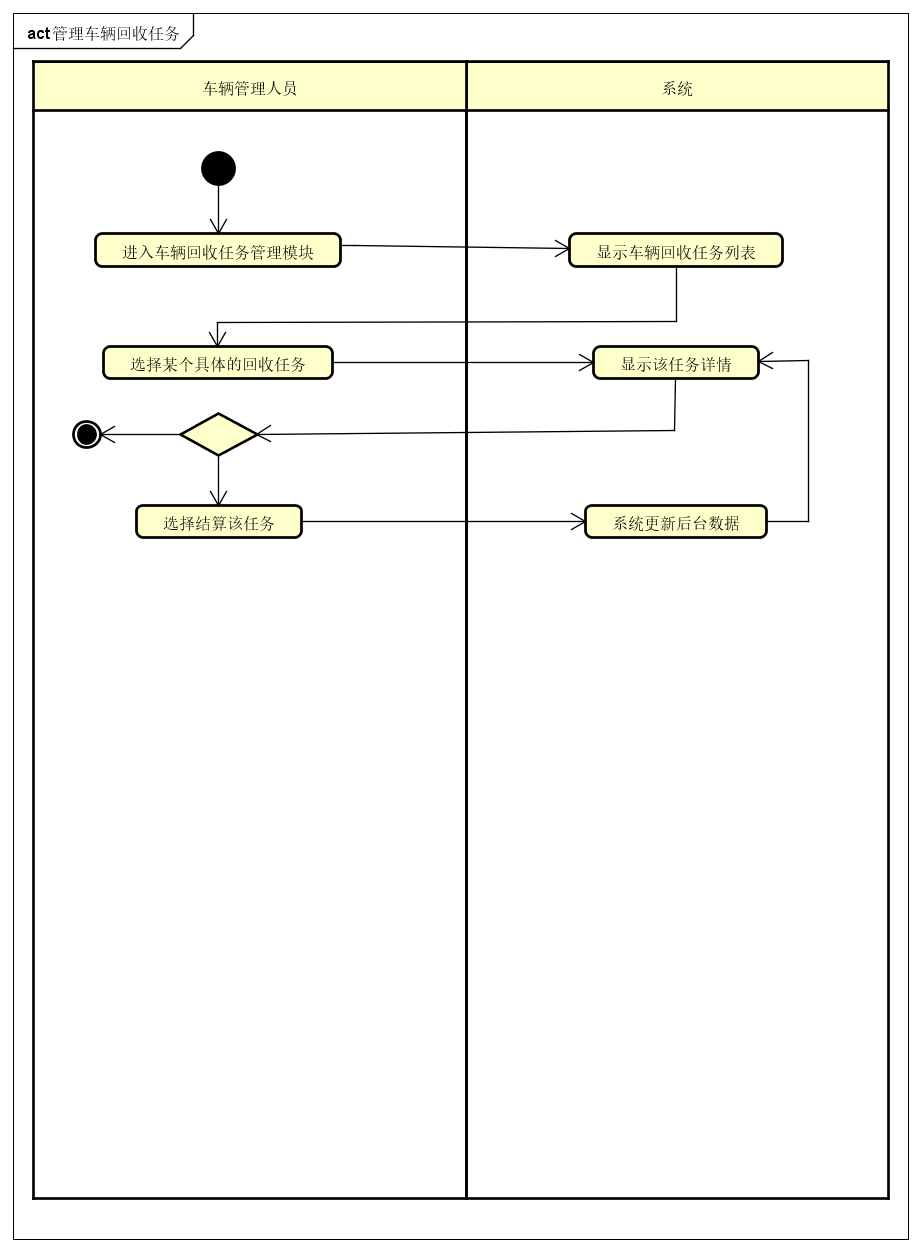 act 管理车辆回收任务
车辆管理人员
系统
进入车辆回收任务管理模块
显示车辆回收任务列表
选择某个具体的回收任务
显示该任务详情
选择结算该任务
系统更新后台数据